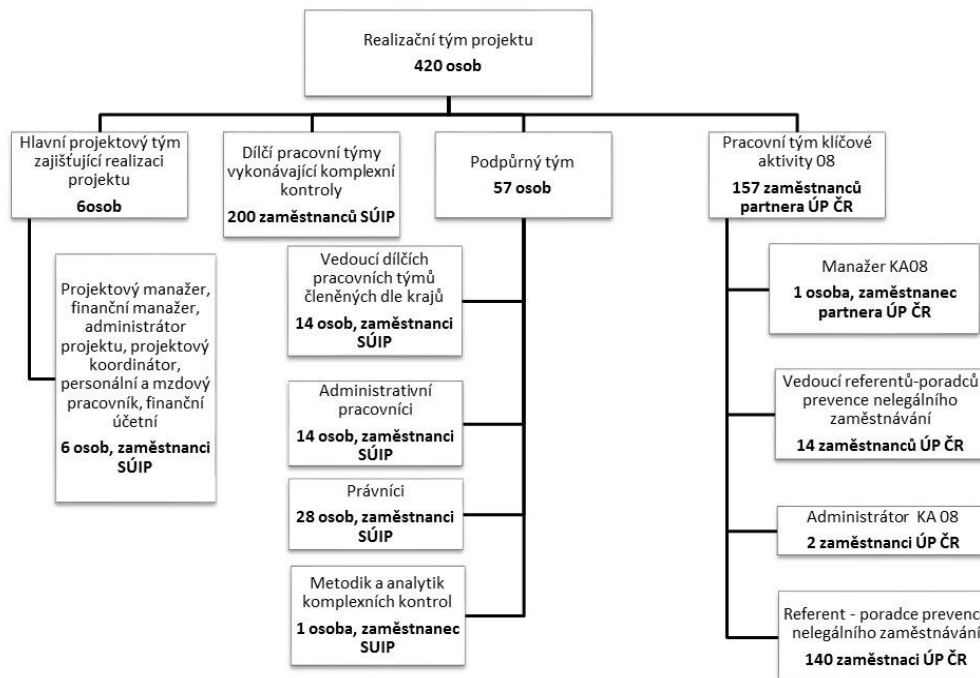 Realizační tým projektu
420 osob
Hlavní projektový tým
zajišťující realizaci
projektu
6osob
Dílčí pracovní týmy
vykonávající komplexní
kontroly
200 zaměstnanců SÚIP
Podpůrný tým
57 osob
Pracovní tým klíčové
aktivity 08
157 zaměstnanců
partnera ÚP ČR
Projektový manažer,
finanční manažer,
administrátor
projektu, projektový
koordinátor,
personální a mzdový
pracovník, finanční
účetní
6 osob, zaměstnanci
SÚIP
Vedoucí dílčích
pracovních týmů
členěných dle krajů
14 osob, zaměstnanci
SÚIP
Administrativní
pracovníci
14 osob, zaměstnanci
SÚIP
Právníci
28 osob, zaměstnanci
SÚIP
Metodik a analytik
komplexních kontrol
1 osoba, zaměstnanec
SUIP
Manažer KA08
1 osoba, zaměstnanec
partnera ÚP ČR
Vedoucí referentů-poradců
prevence nelegálního
zaměstnávání
14 zaměstnanců ÚP ČR
Administrátor KA 08
2 zaměstnanci ÚP ČR
Referent - poradce prevence
nelegálního zaměstnávání
140 zaměstnaci ÚP ČR